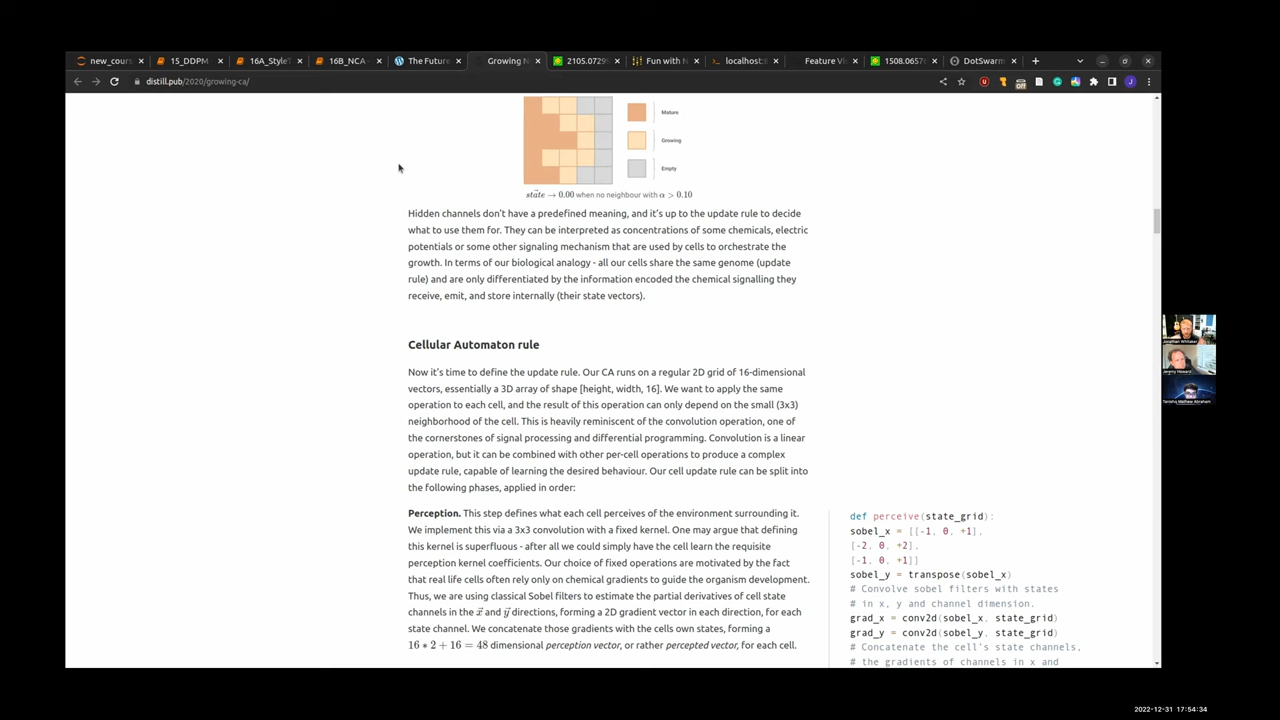 new_cours
15_DDPM
16A_StyleT
16B_NCA -
The Future
Growing N
2105.0729
Fun with N
localhost:8
Feature Vis
1508.0657
DotSwarm
distill.pub/2020/growing-ca/
Off
J
Mature
Growing
Empty
state → 0.00 when no neighbour with α > 0.10
Hidden channels don't have a predefined meaning, and it's up to the update rule to decide
what to use them for. They can be interpreted as concentrations of some chemicals, electric
potentials or some other signaling mechanism that are used by cells to orchestrate the
growth. In terms of our biological analogy - all our cells share the same genome (update
rule) and are only differentiated by the information encoded the chemical signalling they
receive, emit, and store internally (their state vectors).
Cellular Automaton rule
Now it's time to define the update rule. Our CA runs on a regular 2D grid of 16-dimensional
vectors, essentially a 3D array of shape [height, width, 16]. We want to apply the same
operation to each cell, and the result of this operation can only depend on the small (3x3)
neighborhood of the cell. This is heavily reminiscent of the convolution operation, one of
the cornerstones of signal processing and differential programming. Convolution is a linear
operation, but it can be combined with other per-cell operations to produce a complex
update rule, capable of learning the desired behaviour. Our cell update rule can be split into
the following phases, applied in order:
Perception. This step defines what each cell perceives of the environment surrounding it.
We implement this via a 3x3 convolution with a fixed kernel. One may argue that defining
this kernel is superfluous - after all we could simply have the cell learn the requisite
perception kernel coefficients. Our choice of fixed operations are motivated by the fact
that real life cells often rely only on chemical gradients to guide the organism development.
Thus, we are using classical Sobel filters to estimate the partial derivatives of cell state
channels in the x⃗ and y⃗ directions, forming a 2D gradient vector in each direction, for each
state channel. We concatenate those gradients with the cells own states, forming a
16 * 2 + 16 = 48 dimensional perception vector, or rather perceived vector, for each cell.
def perceive(state_grid):
sobel_x = [[-1, 0, +1],
[-2, 0, +2],
[-1, 0, +1]]
sobel_y = transpose(sobel_x)
# Convolve sobel filters with states
# in x, y and channel dimension.
grad_x = conv2d(sobel_x, state_grid)
grad_y = conv2d(sobel_y, state_grid)
# Concatenate the cell's state channels,
# the gradients of channels in x and
Jonathan Whitaker
Jeremy Howard
Tanishq Mathew Abraham
2022-12-31 17:54:34